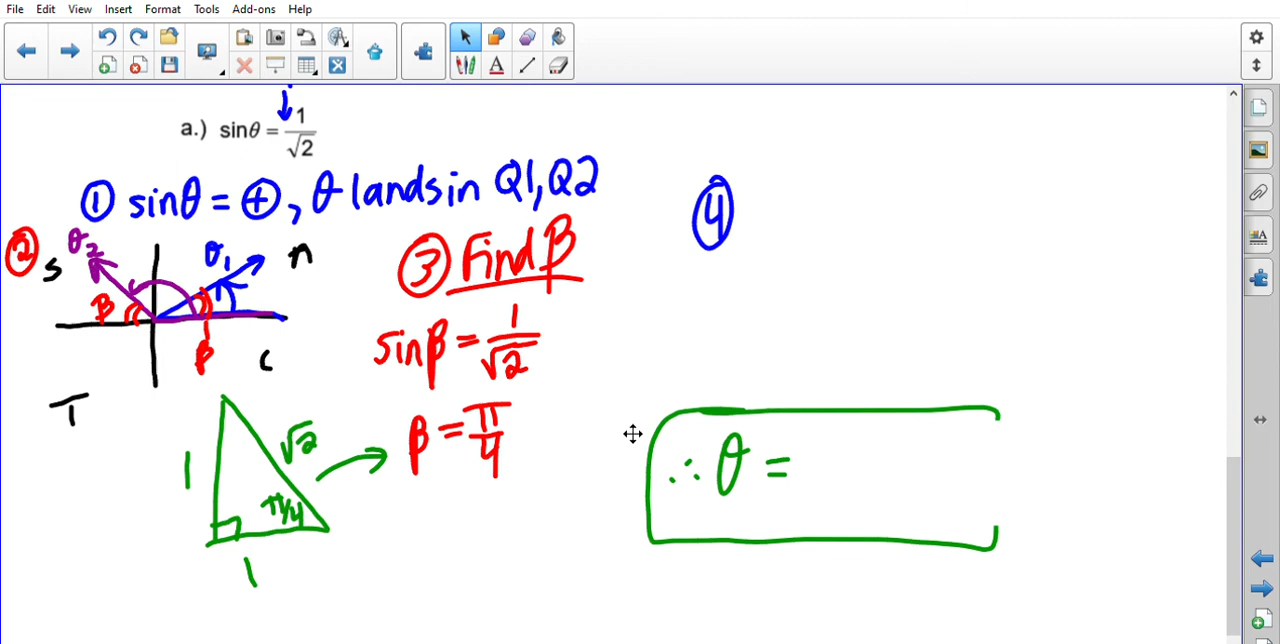 File Edit View Insert Format Tools Add-ons Help
a.) sinθ = 1/√2
① sinθ = ⊕, θ lands in Q1, Q2
②
θ2
θ1
S
A
β
β
T
C
③ Find β
sinβ = 1/√2
β = π/4
1
√2
π/4
1
④
∴ θ =